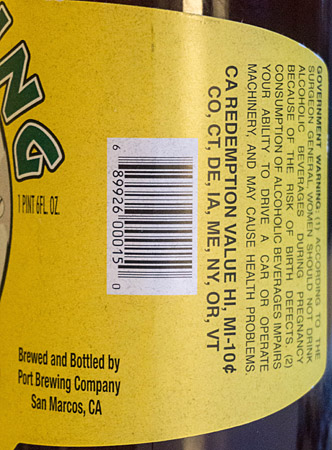 NG
1 PINT 6FL. OZ.
GOVERNMENT WARNING: (1) ACCORDING TO THE
SURGEON GENERAL, WOMEN SHOULD NOT DRINK
ALCOHOLIC BEVERAGES DURING PREGNANCY
BECAUSE OF THE RISK OF BIRTH DEFECTS. (2)
CONSUMPTION OF ALCOHOLIC BEVERAGES IMPAIRS
YOUR ABILITY TO DRIVE A CAR OR OPERATE
MACHINERY, AND MAY CAUSE HEALTH PROBLEMS.
CA REDEMPTION VALUE HI, MI-10¢
CO, CT, DE, IA, ME, NY, OR, VT
6 89926 00015 0
Brewed and Bottled by
Port Brewing Company
San Marcos, CA